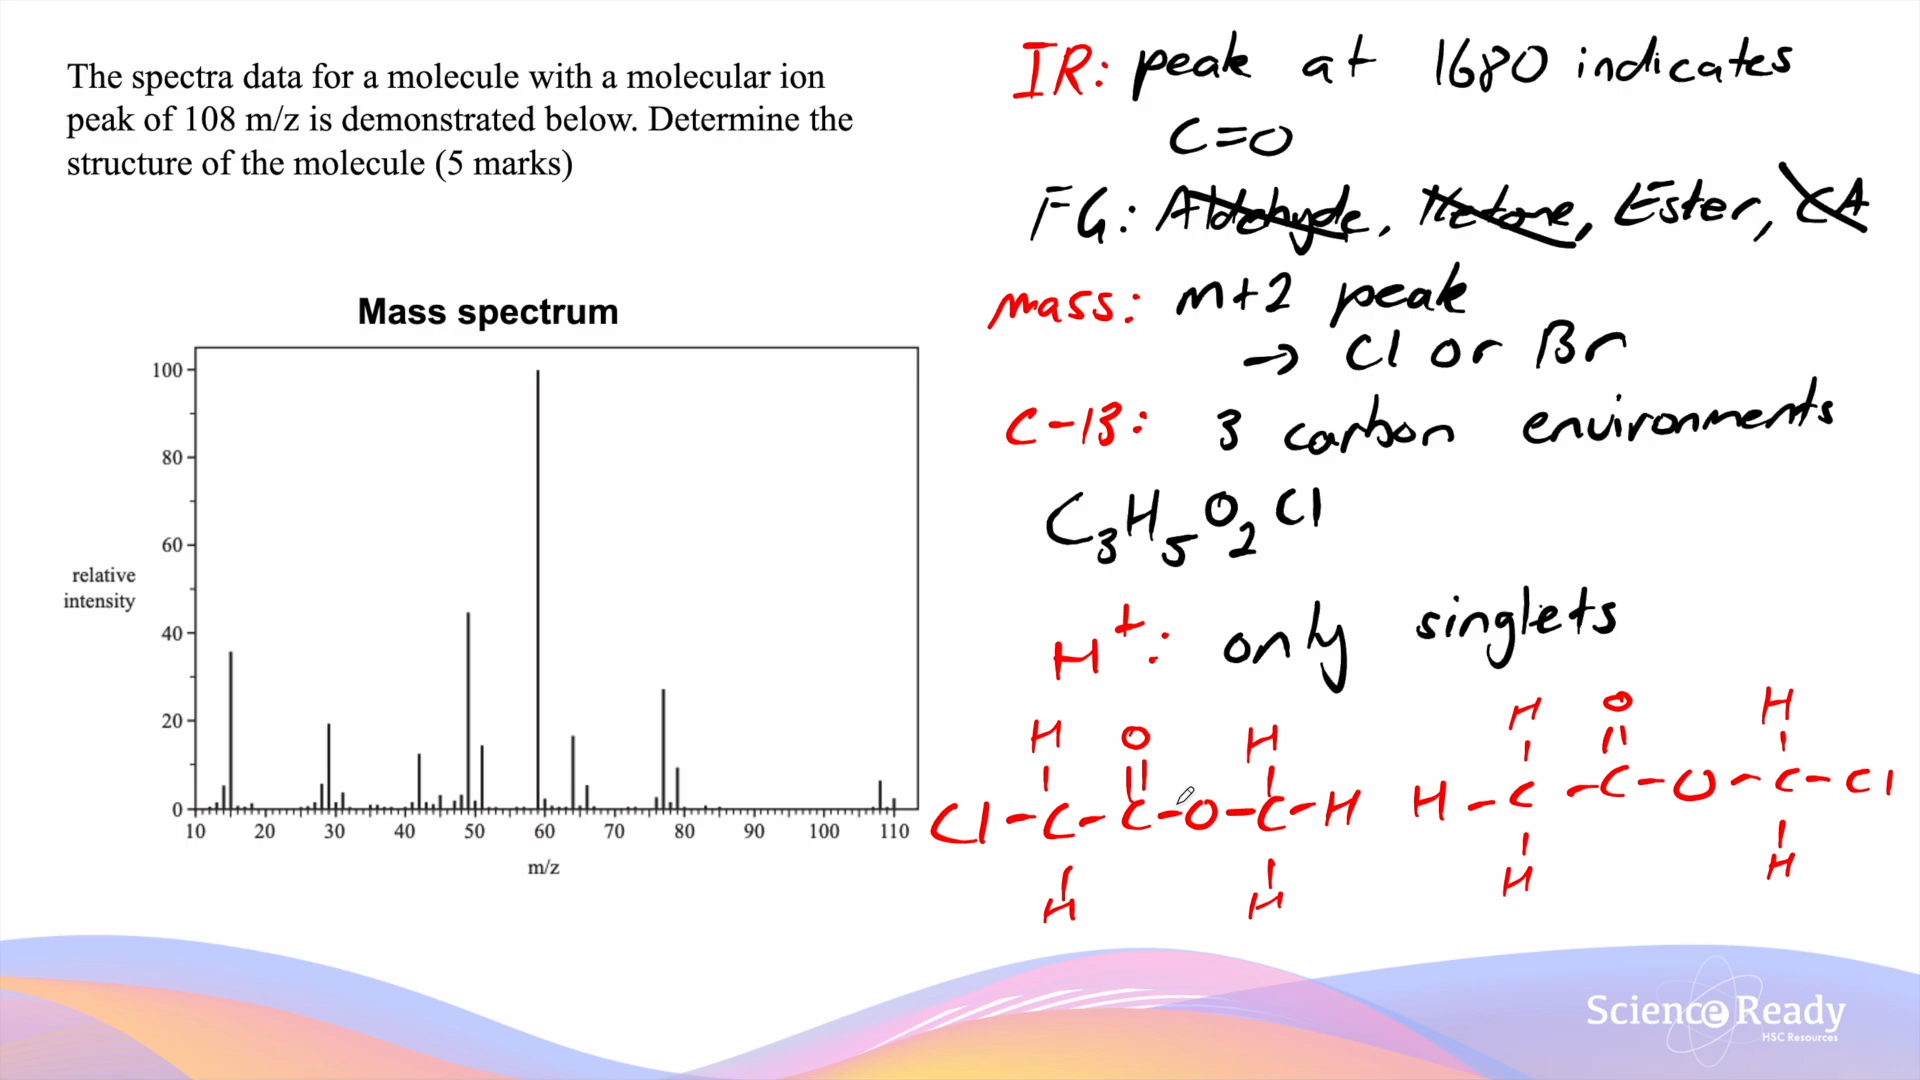 The spectra data for a molecule with a molecular ion
peak of 108 m/z is demonstrated below. Determine the
structure of the molecule (5 marks)
Mass spectrum
100
80
60
40
20
0
relative
intensity
10 20 30 40 50 60 70 80 90 100 110
m/z
IR: peak at 1680 indicates
C=O
FG: Aldehyde, Ketone, Ester, CA
mass: m+2 peak
→ Cl or Br
C-13: 3 carbon environments
C₃H₅O₂Cl
H⁺: only singlets
H O H
Cl-C-C-O-C-H
H H
H O H
H-C-C-O-C-Cl
H H
Science Ready
HSC Resources